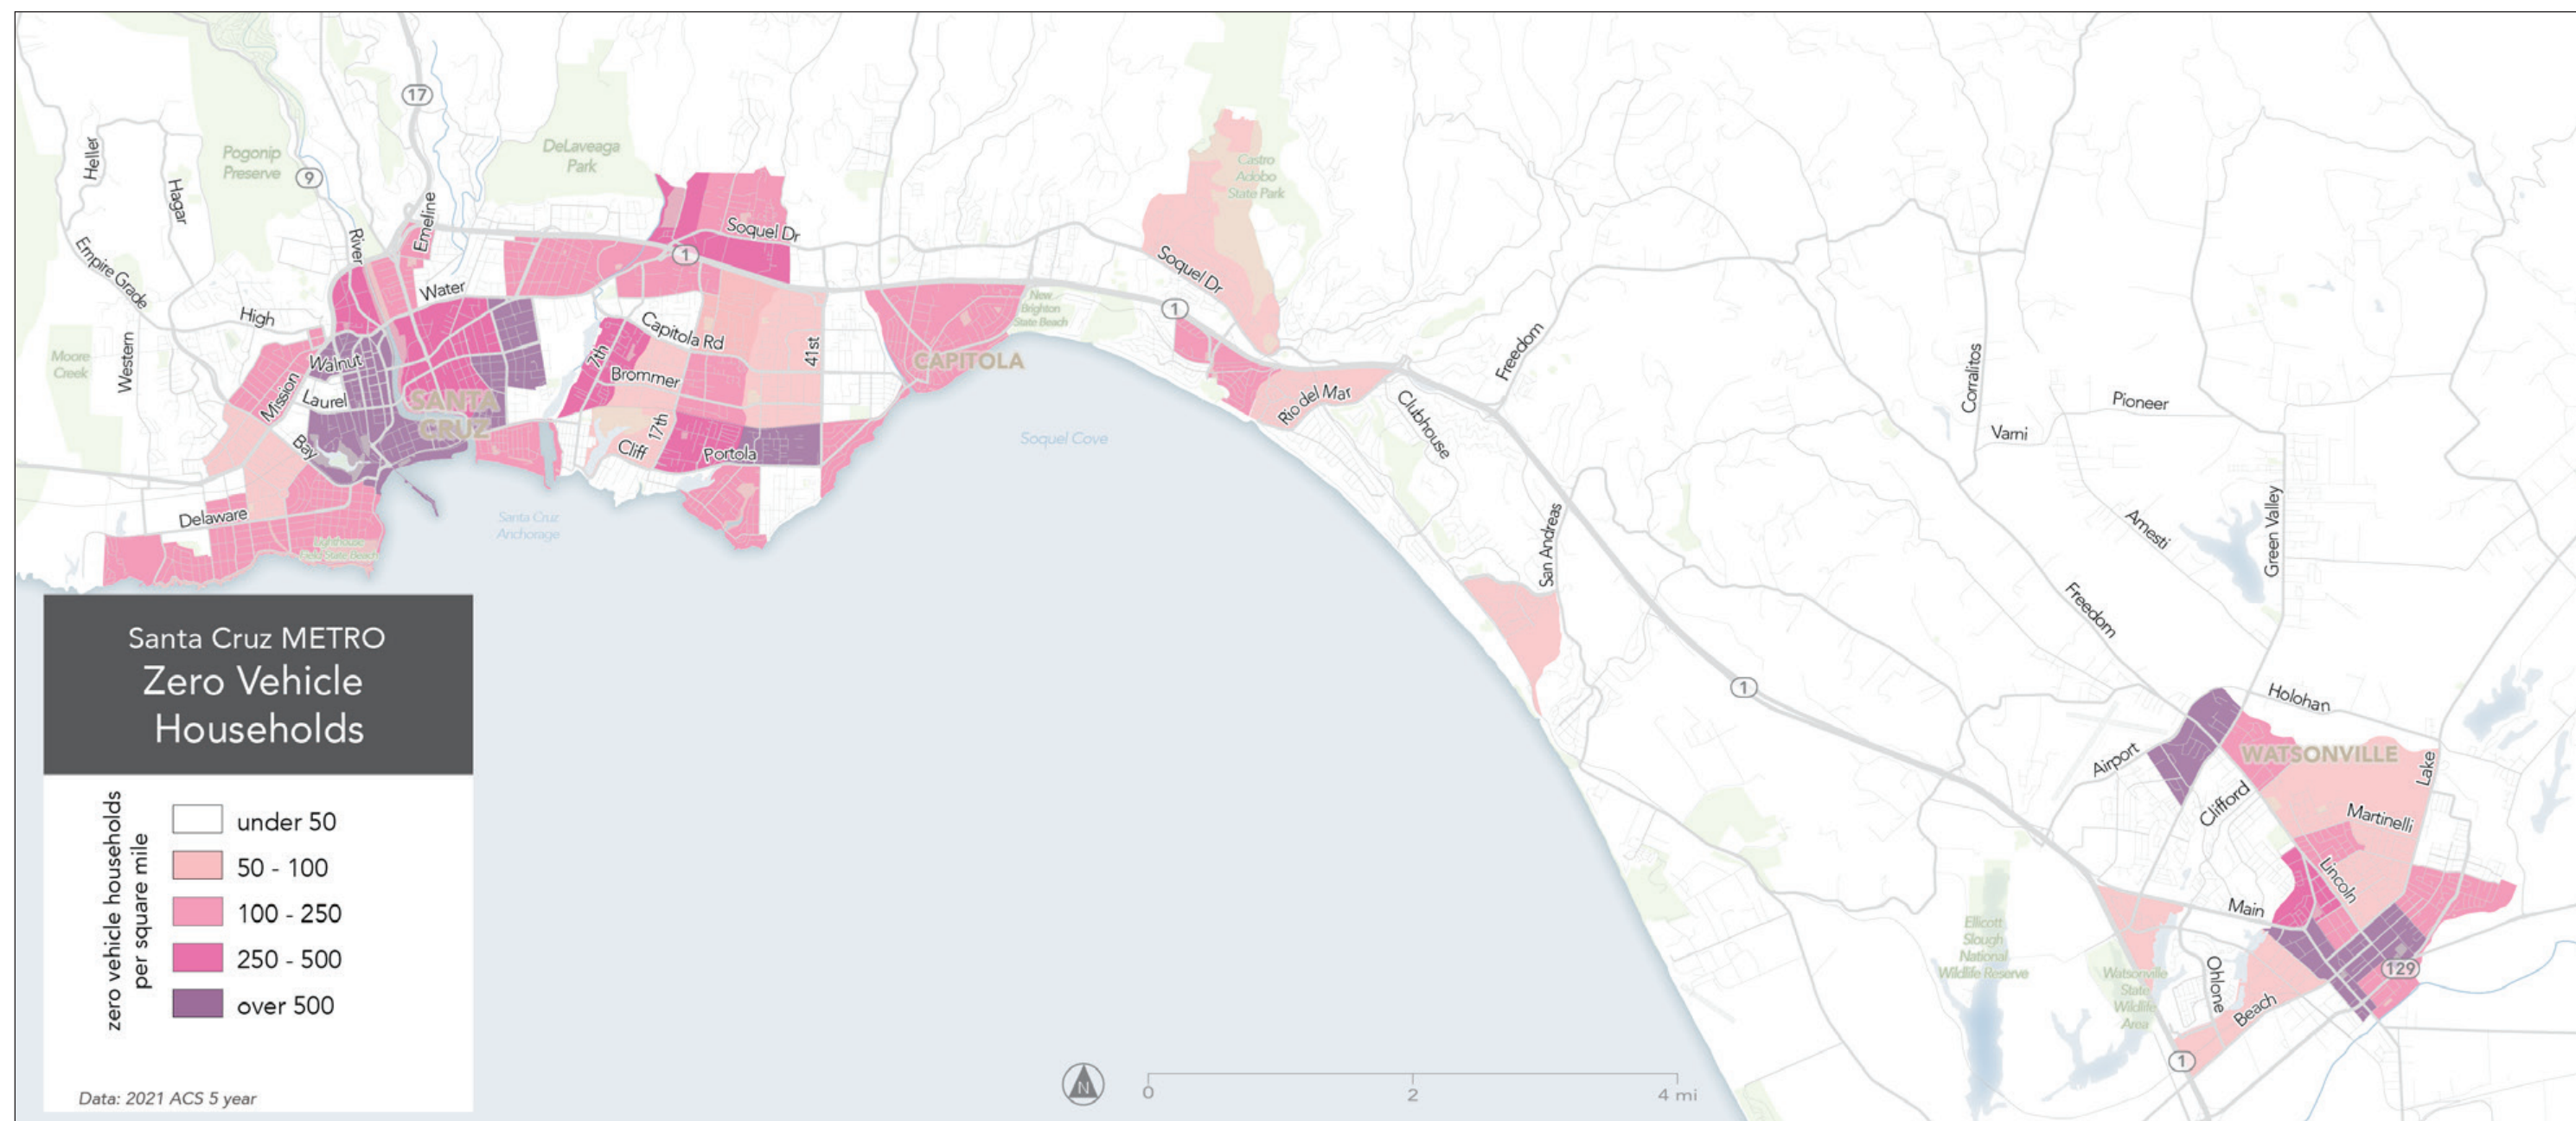 17
Heller
Pogonip
Preserve
DeLaveaga
Park
9
Hagar
Castro
Adobo
State Park
Emeline
River
Soquel Dr
1
Empire Grade
Soquel Dr
Water
High
New
Brighton
State Beach
1
Capitola Rd
Moore
Creek
Western
Walnut
7th
41st
CAPITOLA
Freedom
Brommer
Mission
Laurel
SANTA
CRUZ
Rio del Mar
Clubhouse
Corralitos
Pioneer
Varni
17th
Cliff
Portola
Bay
Soquel Cove
Delaware
Santa Cruz
Anchorage
Lighthouse
Field State Beach
San Andreas
Amesti
Green Valley
Freedom
1
Holohan
Airport
WATSONVILLE
Lake
Clifford
Martinelli
Lincoln
Main
Ellicott
Slough
National
Wildlife Reserve
Watsonville
State
Wildlife
Area
Ohlone
129
Beach
1
Santa Cruz METRO
Zero Vehicle
Households
zero vehicle households
per square mile
under 50
50 - 100
100 - 250
250 - 500
over 500
Data: 2021 ACS 5 year
N
0
2
4 mi